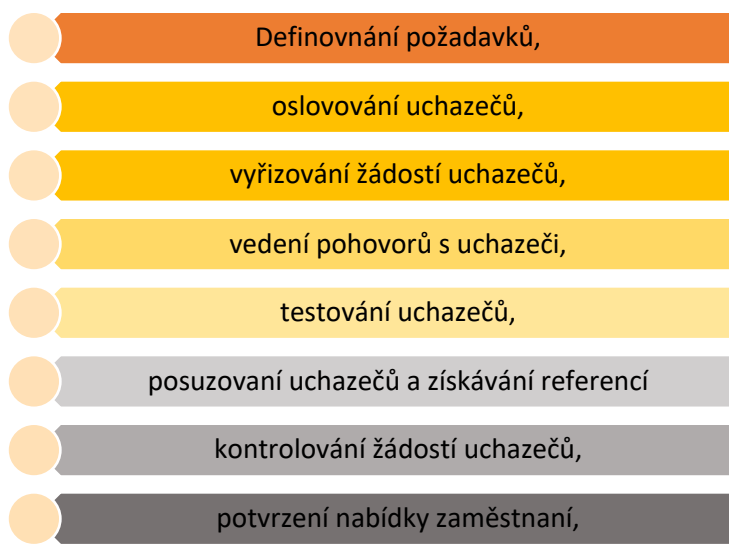 Definovnání požadavků,
oslovování uchazečů,
vyřizování žádostí uchazečů,
vedení pohovorů s uchazeči,
testování uchazečů,
posuzovaní uchazečů a získávání referencí
kontrolování žádostí uchazečů,
potvrzení nabídky zaměstnaní,